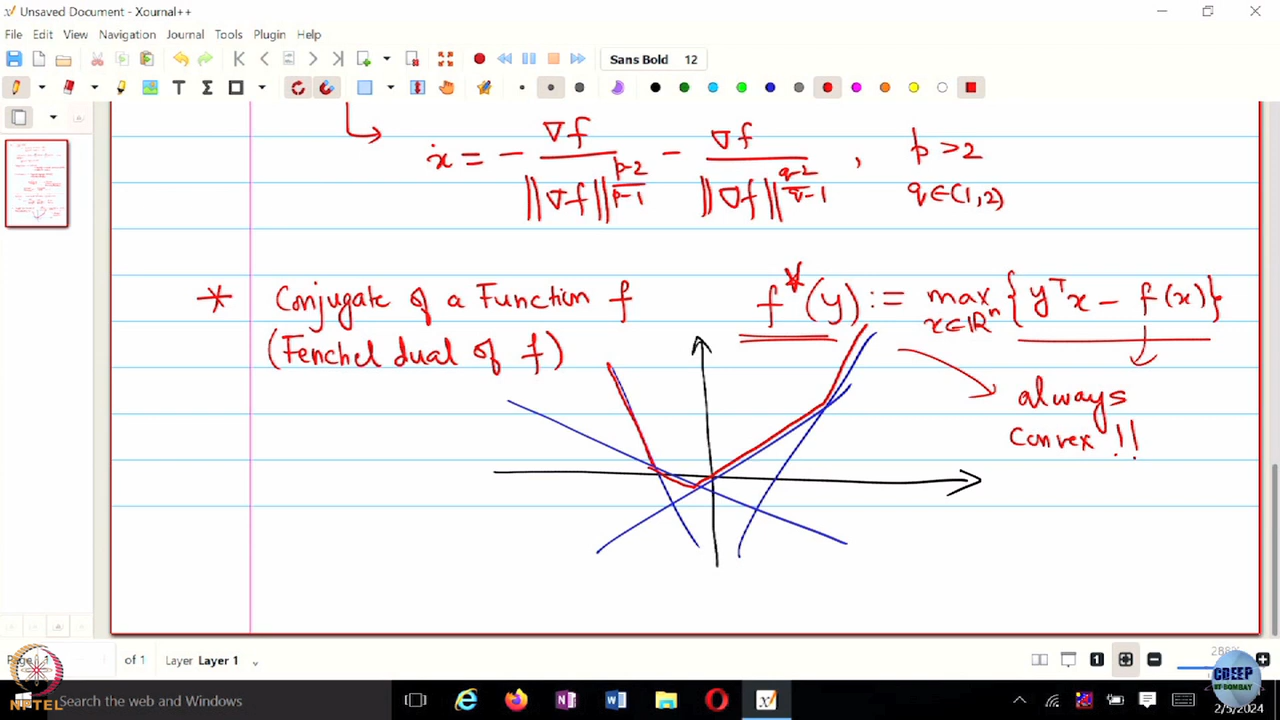 Unsaved Document - Xournal++
File Edit View Navigation Journal Tools Plugin Help
Sans Bold 12
ẋ = - ∇f / ||∇f||^((p-2)/(p-1)) - ∇f / ||∇f||^((q-2)/(q-1)) , p > 2
q ∈ (1,2)
* Conjugate of a Function f f*(y) := max x∈ℝⁿ {yᵀx - f(x)}
(Fenchel dual of f)
always
convex !!
Page 1 of 1 Layer Layer 1 288%
Search the web and Windows
NPTEL
CDEEP
IIT BOMBAY
2/5/2024